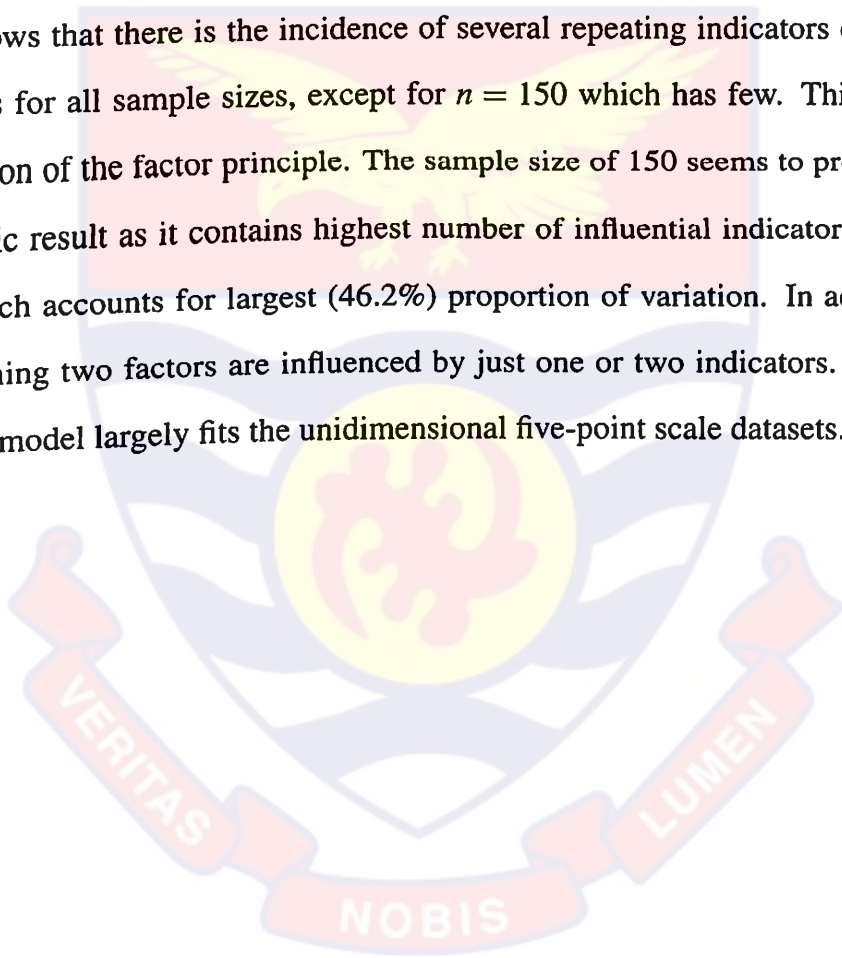 ows that there is the incidence of several repeating indicators
for all sample sizes, except for n = 150 which has few. Thi
on of the factor principle. The sample size of 150 seems to pr
ic result as it contains highest number of influential indicator
ch accounts for largest (46.2%) proportion of variation. In a
ing two factors are influenced by just one or two indicators.
model largely fits the unidimensional five-point scale datasets.
VERITAS
NOBIS
LUMEN